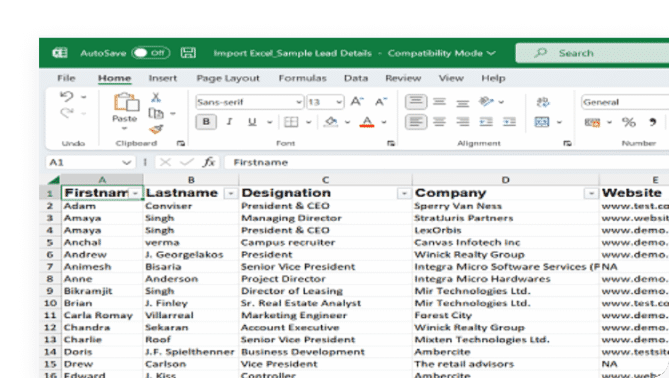 AutoSave Off Import Excel_Sample Lead Details - Compatibility Mode Search
File Home Insert Page Layout Formulas Data Review View Help
Sans-serif 13 A A General
Paste B I U A % ,
Undo Clipboard Font Alignment Number
A1 fx Firstname
A B C D E
1 Firstnam Lastname Designation Company Website
2 Adam Conviser President & CEO Sperry Van Ness www.test.co
3 Amaya Singh Managing Director StratJuris Partners www.websit
4 Amaya Singh President & CEO LexOrbis www.demo.
5 Anchal verma Campus recruiter Canvas Infotech Inc www.demo.
6 Andrew J. Georgelakos President Winick Realty Group www.demo.
7 Animesh Bisaria Senior Vice President Integra Micro Software Services (P NA
8 Anne Anderson Project Director Integra Micro Hardwares www.demo.
9 Bikramjit Singh Director of Leasing Mir Technologies Ltd. www.demo.
10 Brian J. Finley Sr. Real Estate Analyst Mir Technologies Ltd. www.test.co
11 Carla Romay Villarreal Marketing Engineer Forest City www.demo.
12 Chandra Sekaran Account Executive Winick Realty Group www.demo.
13 Charlie Roof Senior Vice President Mixten Technologies Ltd. www.demo.
14 Doris J.F. Spielthenner Business Development Ambercite www.testsit
15 Drew Carlson Vice President The retail advisors NA
16 Edward J. Kiss Controller Ambercite www.web